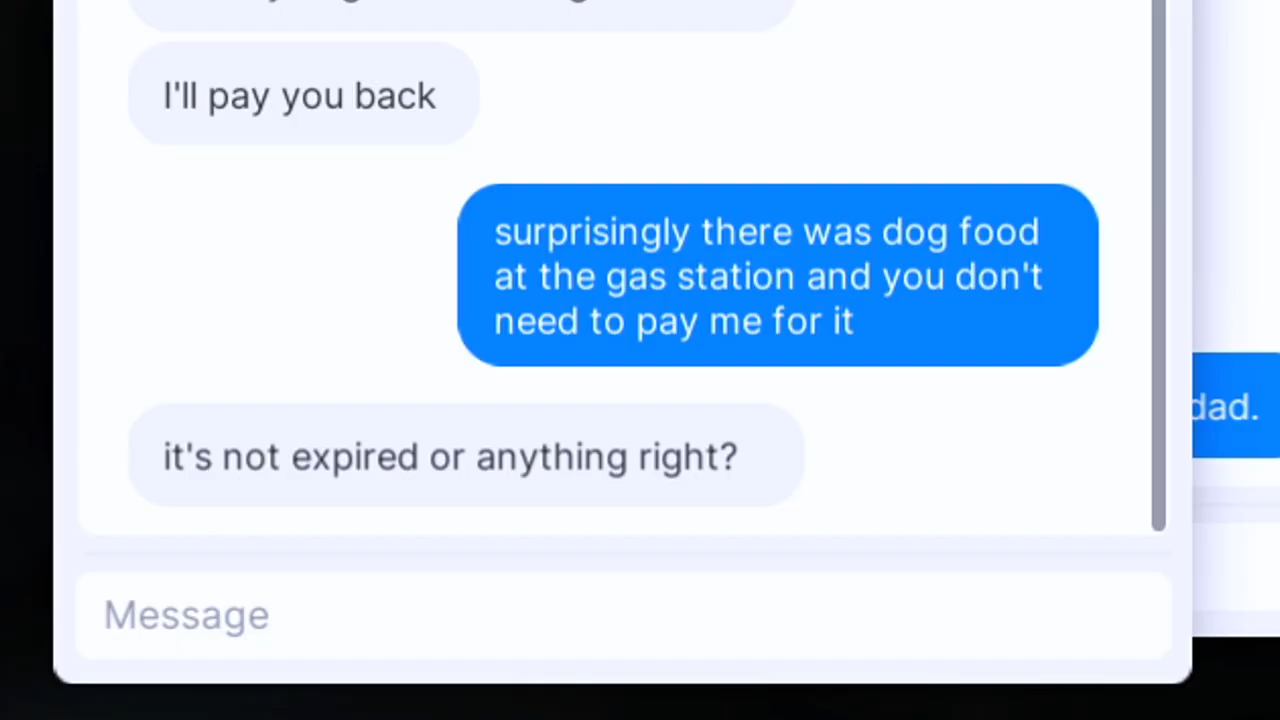 I'll pay you back
surprisingly there was dog food
at the gas station and you don't
need to pay me for it
dad.
it's not expired or anything right?
Message